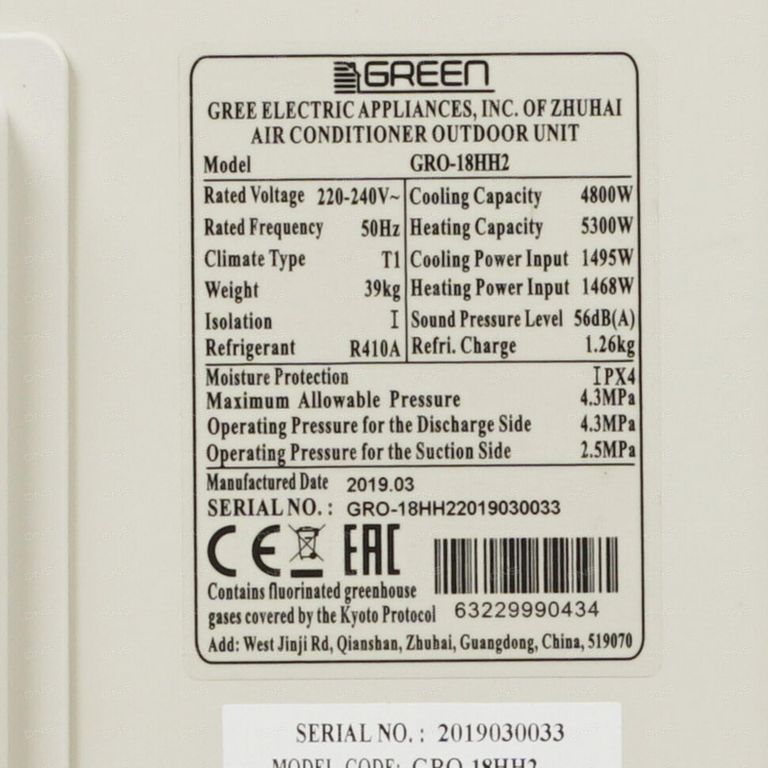 GREEN
GREE ELECTRIC APPLIANCES, INC. OF ZHUHAI
AIR CONDITIONER OUTDOOR UNIT
Model GRO-18HH2
Rated Voltage 220-240V~ Cooling Capacity 4800W
Rated Frequency 50Hz Heating Capacity 5300W
Climate Type T1 Cooling Power Input 1495W
Weight 39kg Heating Power Input 1468W
Isolation I Sound Pressure Level 56dB(A)
Refrigerant R410A Refri. Charge 1.26kg
Moisture Protection IPX4
Maximum Allowable Pressure 4.3MPa
Operating Pressure for the Discharge Side 4.3MPa
Operating Pressure for the Suction Side 2.5MPa
Manufactured Date 2019.03
SERIAL NO. : GRO-18HH22019030033
CE EAC
Contains fluorinated greenhouse
gases covered by the Kyoto Protocol 63229990434
Add: West Jinji Rd, Qianshan, Zhuhai, Guangdong, China, 519070
SERIAL NO. : 2019030033
MODEL CODE: GRO-18HH2